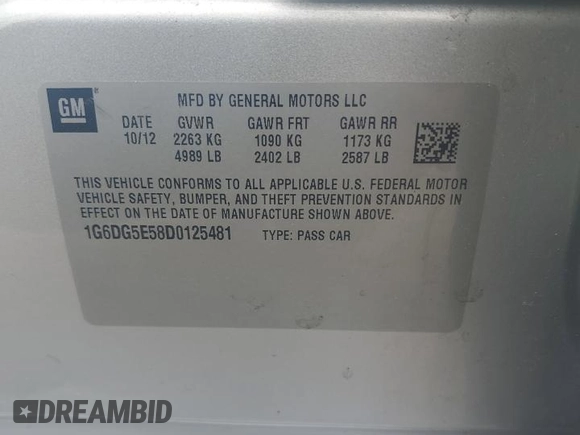 GM ®
MFD BY GENERAL MOTORS LLC
DATE GVWR GAWR FRT GAWR RR
10/12 2263 KG 1090 KG 1173 KG
4989 LB 2402 LB 2587 LB
THIS VEHICLE CONFORMS TO ALL APPLICABLE U.S. FEDERAL MOTOR
VEHICLE SAFETY, BUMPER, AND THEFT PREVENTION STANDARDS IN
EFFECT ON THE DATE OF MANUFACTURE SHOWN ABOVE.
1G6DG5E58D0125481 TYPE: PASS CAR
DREAMBID